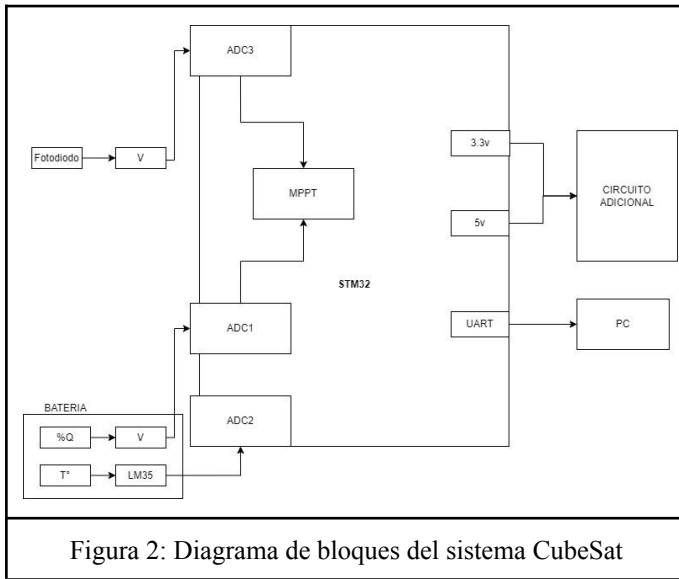 ADC3
Fotodiodo
V
3.3v
CIRCUITO
ADICIONAL
MPPT
5v
STM32
ADC1
UART
PC
BATERIA
ADC2
%Q
V
T°
LM35
Figura 2: Diagrama de bloques del sistema CubeSat